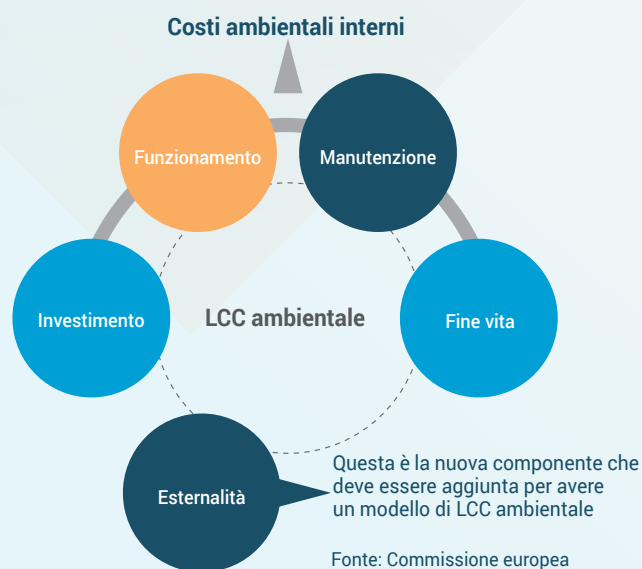 Costi ambientali interni
Funzionamento
Manutenzione
Investimento
LCC ambientale
Fine vita
Esternalità
Questa è la nuova componente che
deve essere aggiunta per avere
un modello di LCC ambientale
Fonte: Commissione europea